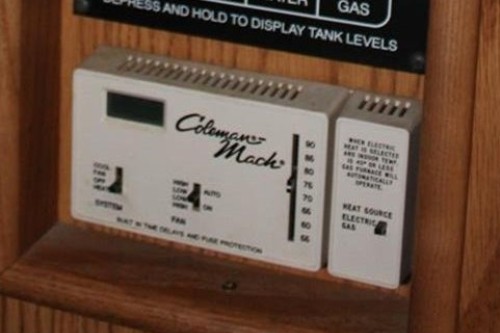 GAS
DEPRESS AND HOLD TO DISPLAY TANK LEVELS
Coleman-Mach
90
85
80
75
70
65
60
55
COOL
FAN
OFF
HEAT
SYSTEM
HIGH
LOW
LOW
HIGH
AUTO
ON
FAN
BUILT IN TIME DELAYS AND FUSE PROTECTION
WHEN ELECTRIC
HEAT IS SELECTED
AND INDOOR TEMP.
IS 40° OR LESS
GAS FURNACE WILL
AUTOMATICALLY
OPERATE.
HEAT SOURCE
ELECTRIC
GAS